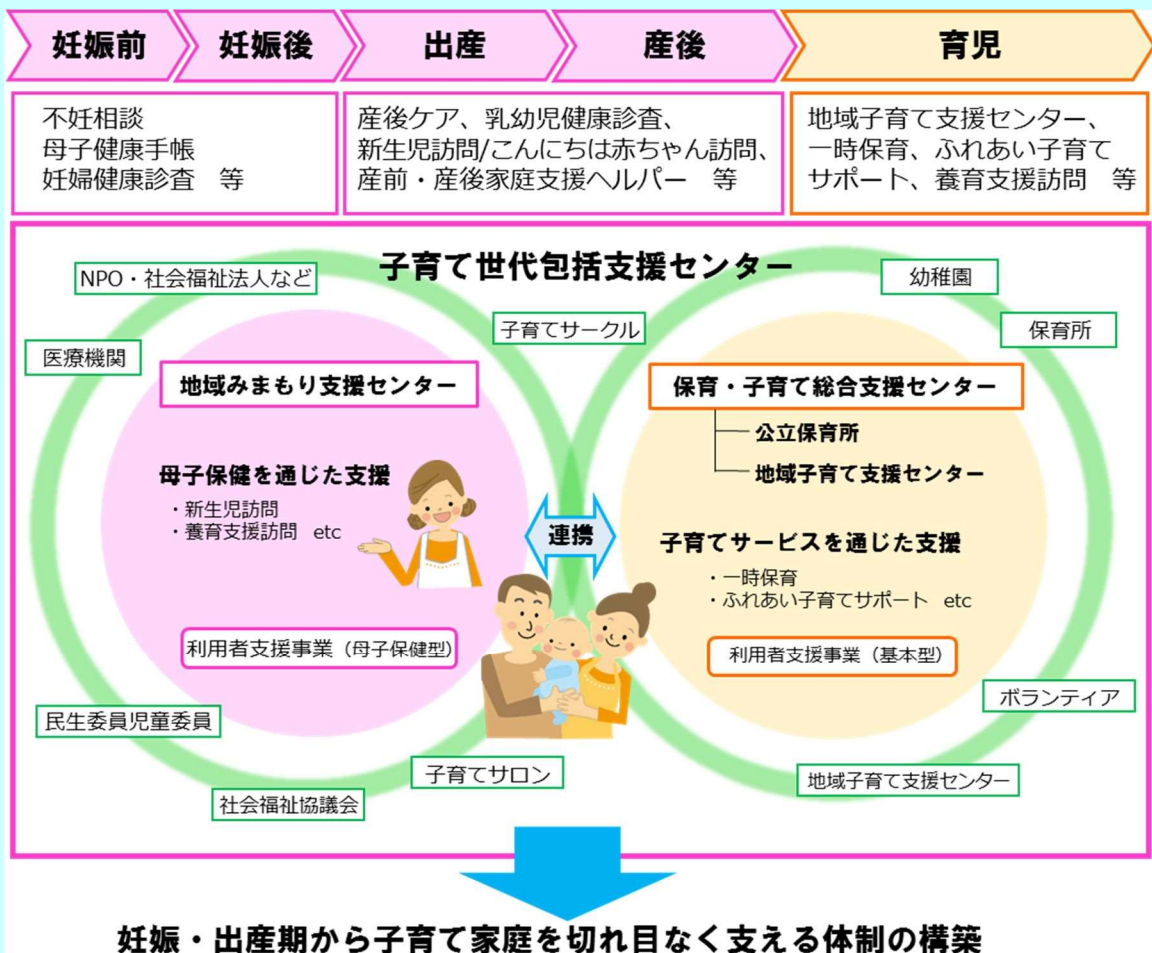 妊娠前
妊娠後
出産
産後
育児
不妊相談
母子健康手帳
妊婦健康診査　等
産後ケア、乳幼児健康診査、
新生児訪問/こんにちは赤ちゃん訪問、
産前・産後家庭支援ヘルパー　等
地域子育て支援センター、
一時保育、ふれあい子育て
サポート、養育支援訪問　等
子育て世代包括支援センター
NPO・社会福祉法人など
医療機関
子育てサークル
幼稚園
保育所
地域みまもり支援センター
母子保健を通じた支援
・新生児訪問
・養育支援訪問　etc
利用者支援事業（母子保健型）
連携
保育・子育て総合支援センター
公立保育所
地域子育て支援センター
子育てサービスを通じた支援
・一時保育
・ふれあい子育てサポート　etc
利用者支援事業（基本型）
民生委員児童委員
社会福祉協議会
子育てサロン
ボランティア
地域子育て支援センター
妊娠・出産期から子育て家庭を切れ目なく支える体制の構築